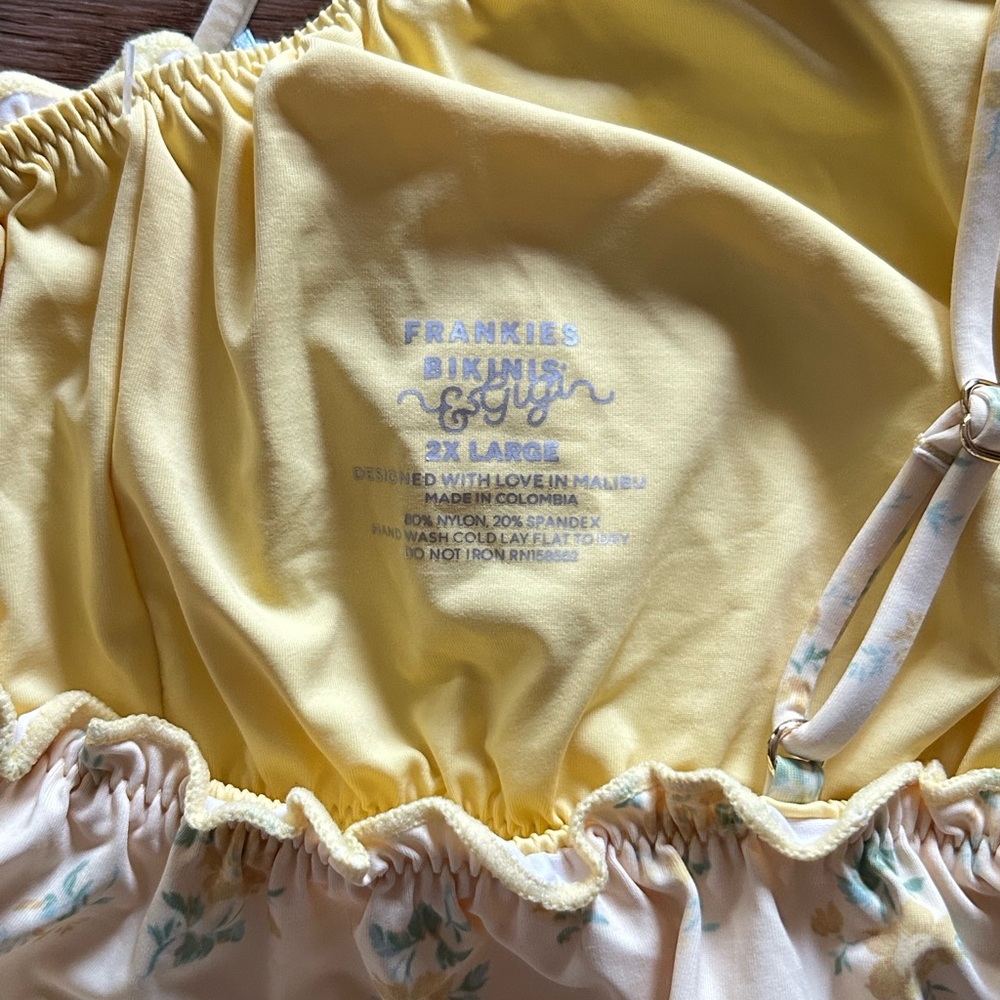 FRANKIES
BIKINIS
& Gigi
2X LARGE
DESIGNED WITH LOVE IN MALIBU
MADE IN COLOMBIA
80% NYLON, 20% SPANDEX
HAND WASH COLD LAY FLAT TO DRY
DO NOT IRON RN158562